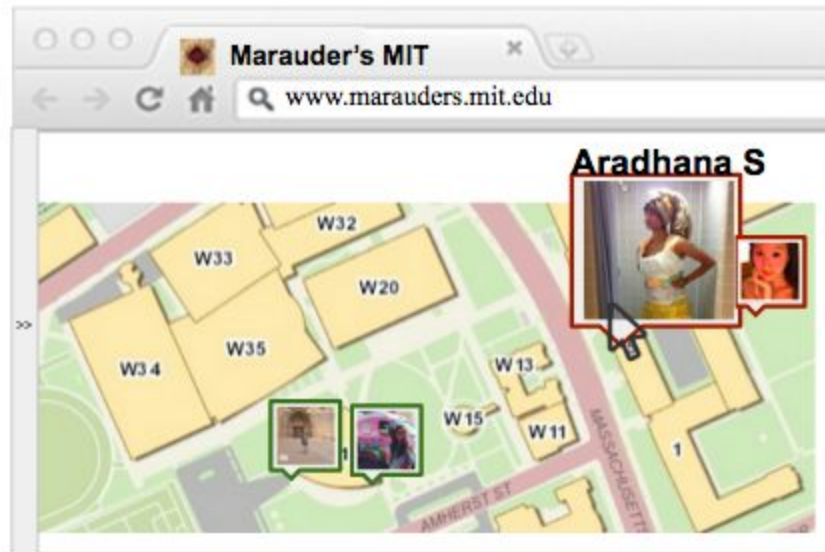 Marauder's MIT
www.marauders.mit.edu
Aradhana S
>>
W32
W33
W20
W35
W34
W13
W15
W11
1
AMHERST ST
MASSACHUSETTS